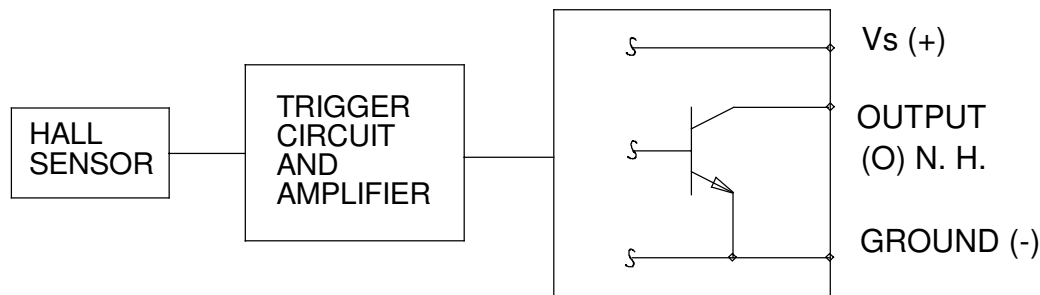 HALL
SENSOR
TRIGGER
CIRCUIT
AND
AMPLIFIER
Vs (+)
OUTPUT
(O) N. H.
GROUND (-)